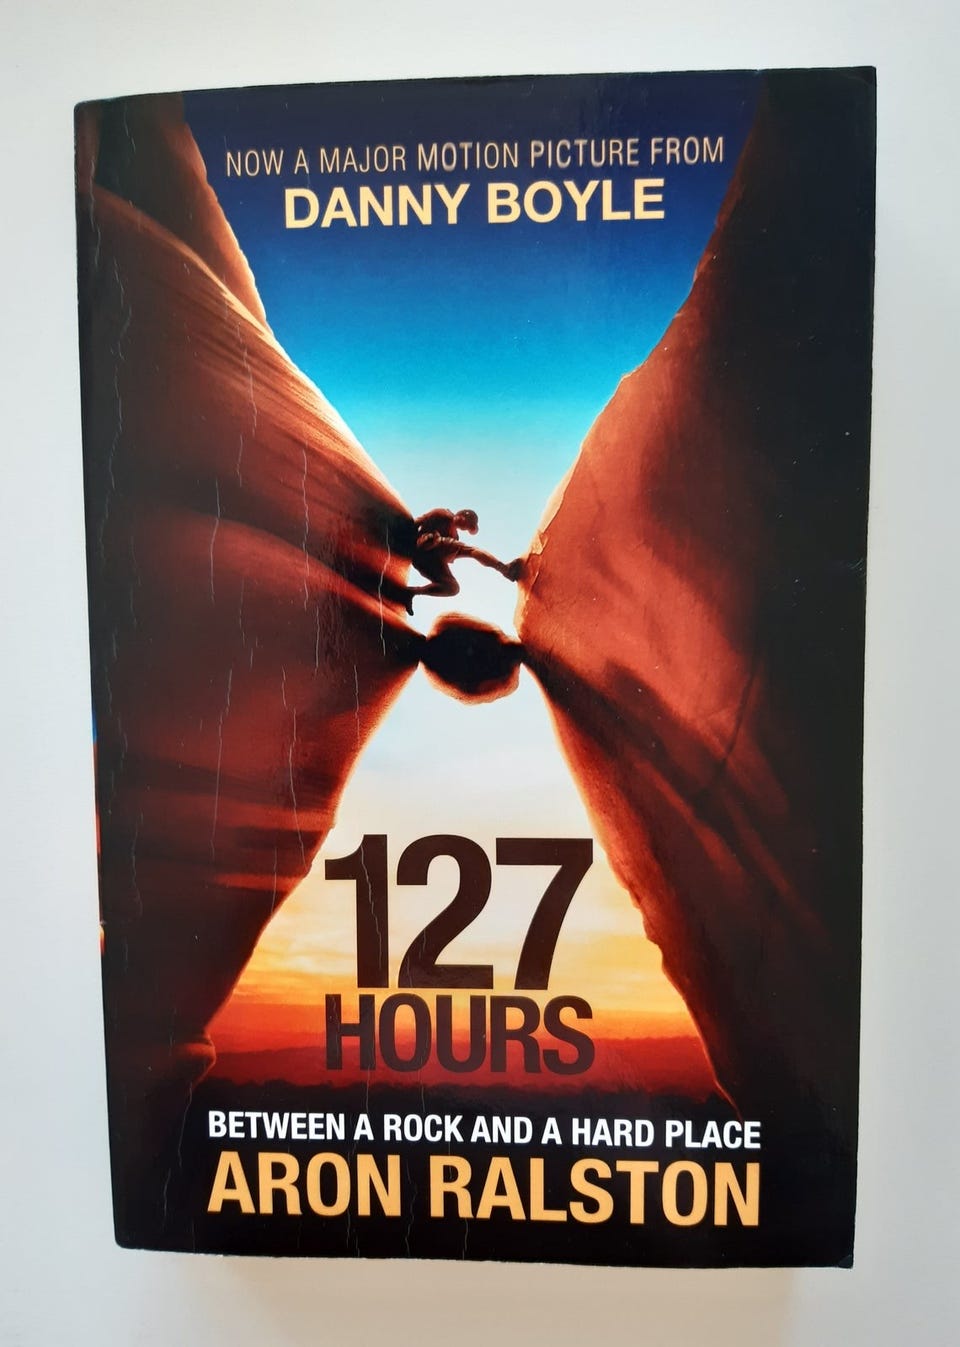 NOW A MAJOR MOTION PICTURE FROM
DANNY BOYLE
127
HOURS
BETWEEN A ROCK AND A HARD PLACE
ARON RALSTON